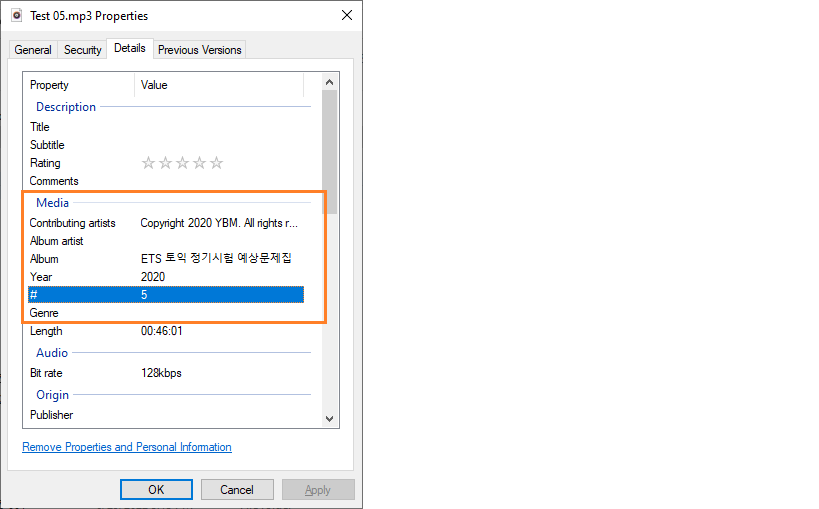 Test 05.mp3 Properties
General Security Details Previous Versions
Property Value
Description
Title
Subtitle
Rating
Comments
Media
Contributing artists Copyright 2020 YBM. All rights r...
Album artist
Album ETS 토익 정기시험 예상문제집
Year 2020
# 5
Genre
Length 00:46:01
Audio
Bit rate 128kbps
Origin
Publisher
Remove Properties and Personal Information
OK Cancel Apply